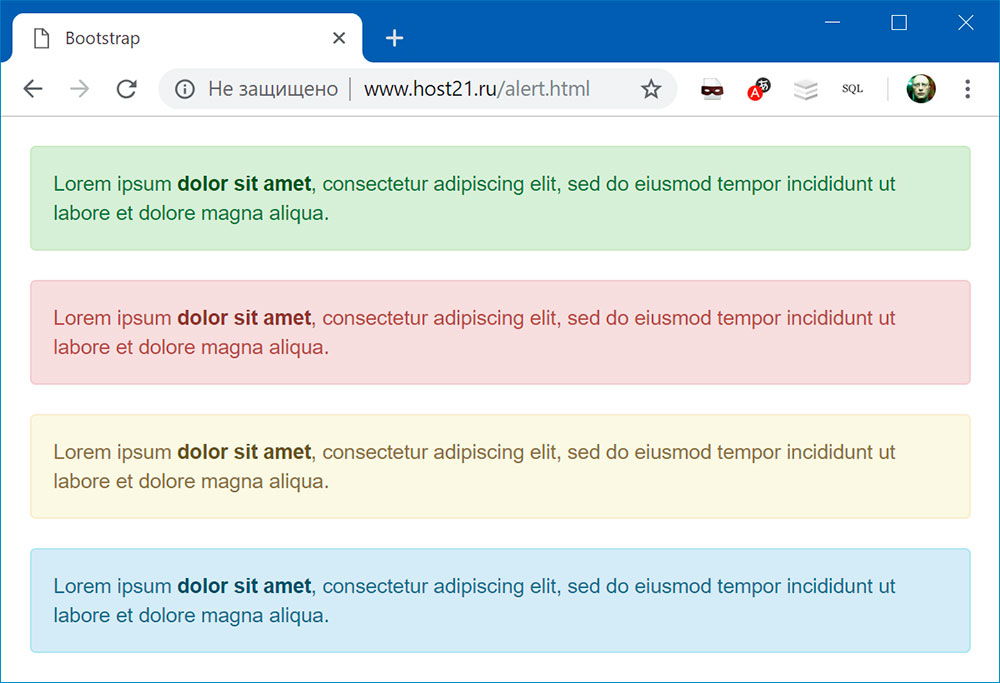 Bootstrap
Не защищено www.host21.ru/alert.html SQL
Lorem ipsum dolor sit amet, consectetur adipiscing elit, sed do eiusmod tempor incididunt ut
labore et dolore magna aliqua.
Lorem ipsum dolor sit amet, consectetur adipiscing elit, sed do eiusmod tempor incididunt ut
labore et dolore magna aliqua.
Lorem ipsum dolor sit amet, consectetur adipiscing elit, sed do eiusmod tempor incididunt ut
labore et dolore magna aliqua.
Lorem ipsum dolor sit amet, consectetur adipiscing elit, sed do eiusmod tempor incididunt ut
labore et dolore magna aliqua.